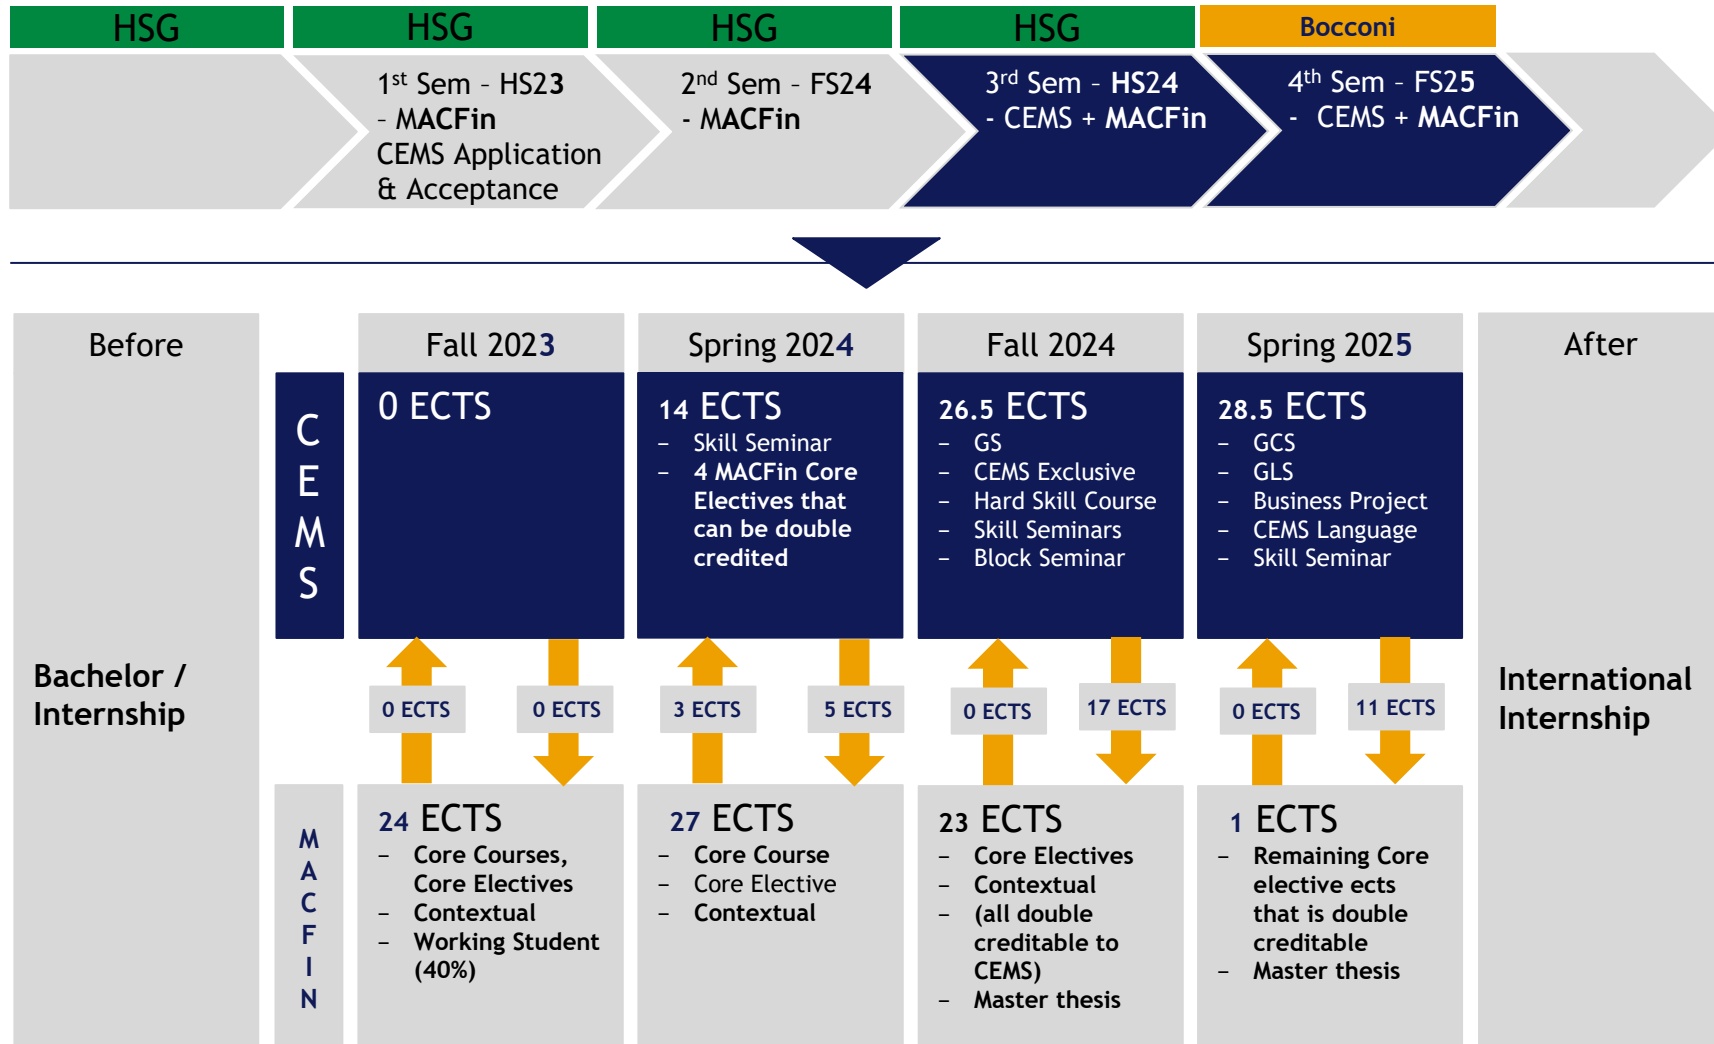 HSG
HSG
HSG
HSG
Bocconi
1st Sem – HS23
– MACFin
CEMS Application
& Acceptance
2nd Sem – FS24
- MACFin
3rd Sem – HS24
- CEMS + MACFin
4th Sem – FS25
- CEMS + MACFin
Before
Bachelor /
Internship
Fall 2023
Spring 2024
Fall 2024
Spring 2025
After
International
Internship
C
E
M
S
0 ECTS
14 ECTS
– Skill Seminar
– 4 MACFin Core
Electives that
can be double
credited
26.5 ECTS
– GS
– CEMS Exclusive
– Hard Skill Course
– Skill Seminars
– Block Seminar
28.5 ECTS
– GCS
– GLS
– Business Project
– CEMS Language
– Skill Seminar
0 ECTS
0 ECTS
3 ECTS
5 ECTS
0 ECTS
17 ECTS
0 ECTS
11 ECTS
M
A
C
F
I
N
24 ECTS
– Core Courses,
Core Electives
– Contextual
– Working Student
(40%)
27 ECTS
– Core Course
– Core Elective
– Contextual
23 ECTS
– Core Electives
– Contextual
– (all double
creditable to
CEMS)
– Master thesis
1 ECTS
– Remaining Core
elective ects
that is double
creditable
– Master thesis